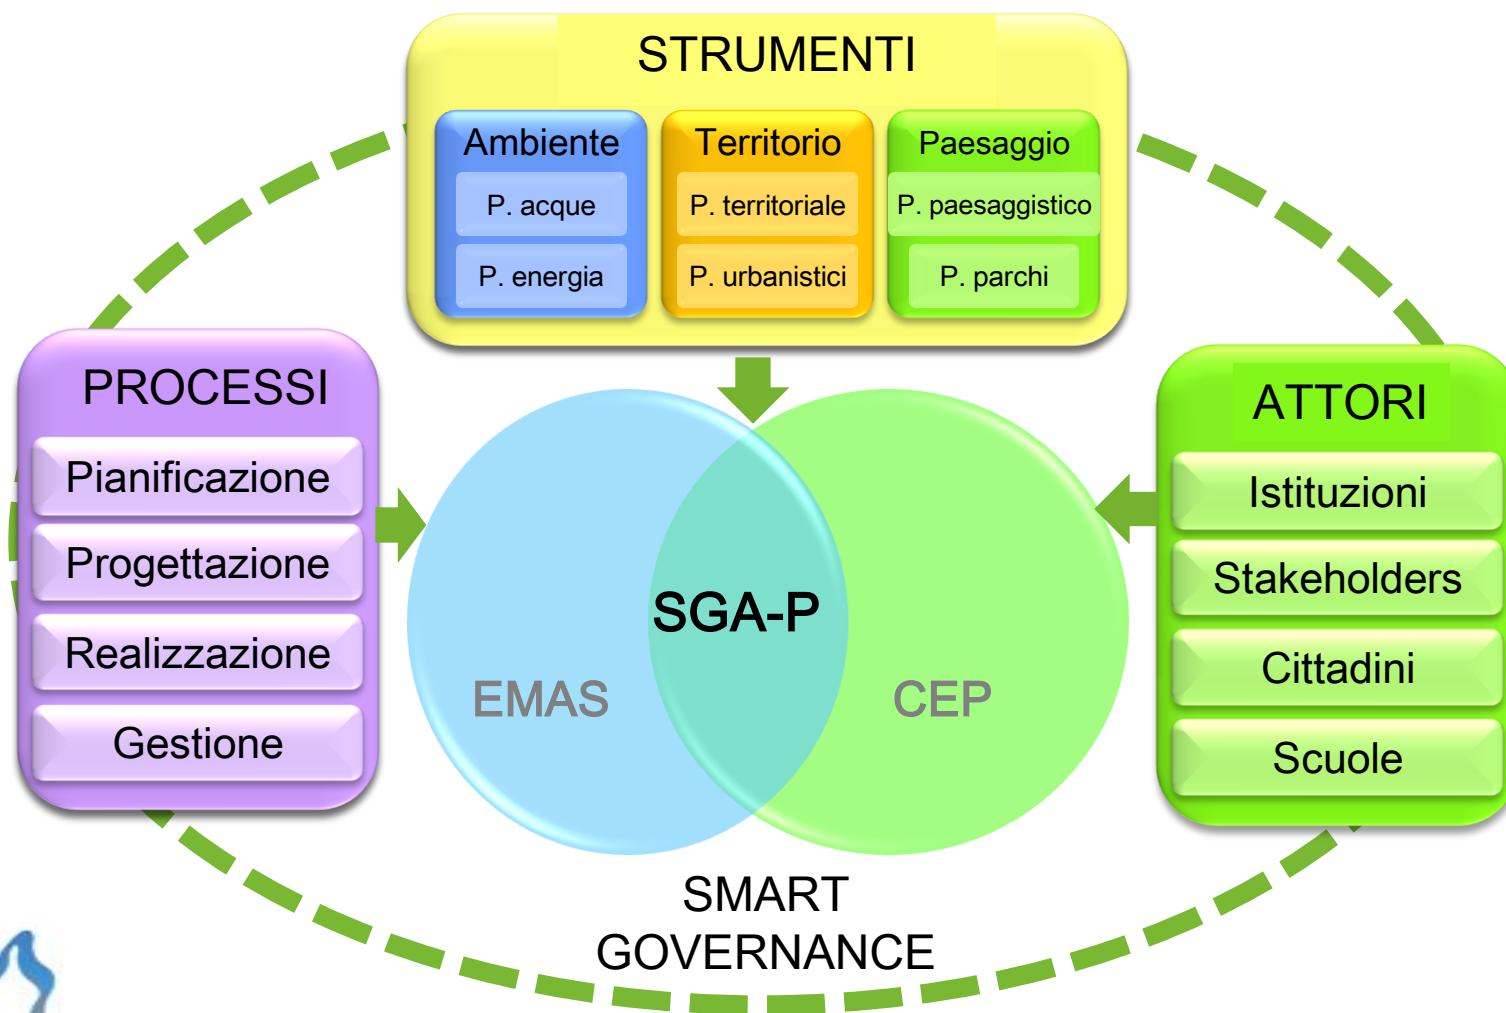 STRUMENTI
Ambiente
P. acque
P. energia
Territorio
P. territoriale
P. urbanistici
Paesaggio
P. paesaggistico
P. parchi
PROCESSI
Pianificazione
Progettazione
Realizzazione
Gestione
SGA-P
EMAS
CEP
ATTORI
Istituzioni
Stakeholders
Cittadini
Scuole
SMART
GOVERNANCE